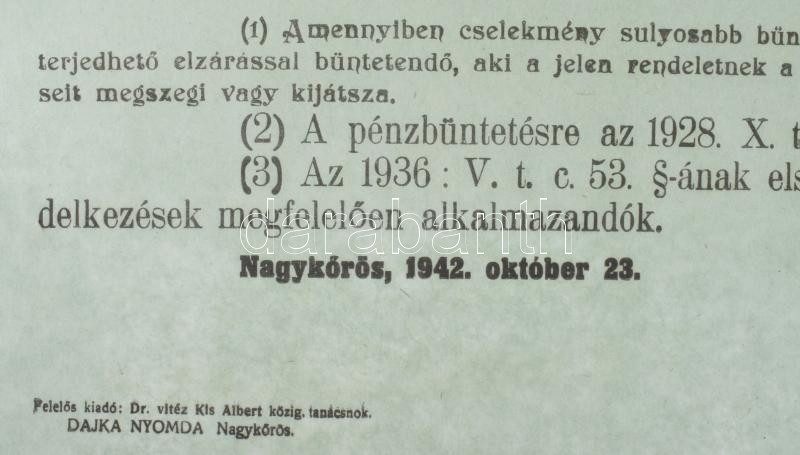 (1) Amennyiben cselekmény sulyosabb bün
terjedhető elzárással büntetendő, aki a jelen rendeletnek a
seit megszegi vagy kijátsza.
(2) A pénzbüntetésre az 1928. X. t
(3) Az 1936 : V. t. c. 53. §-ának els
delkezések megfelelően alkalmazandók.
darabanth
Nagykőrös, 1942. október 23.
Felelős kiadó: Dr. vitéz Kis Albert közig. tanácsnok.
DAJKA NYOMDA Nagykőrös.